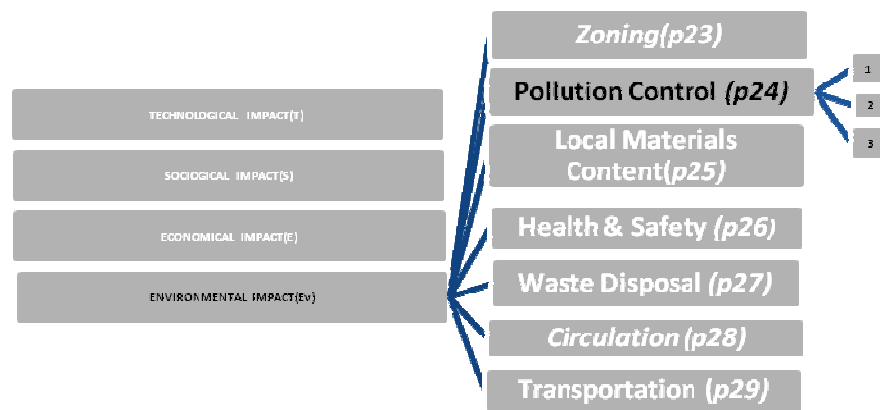 TECHNOLOGICAL IMPACT(T)
SOCIOGICAL IMPACT(S)
ECONOMICAL IMPACT(E)
ENVIRONMENTAL IMPACT(Ev)
Zoning(p23)
Pollution Control (p24)
Local Materials
Content(p25)
Health & Safety (p26)
Waste Disposal (p27)
Circulation (p28)
Transportation (p29)
1
2
3